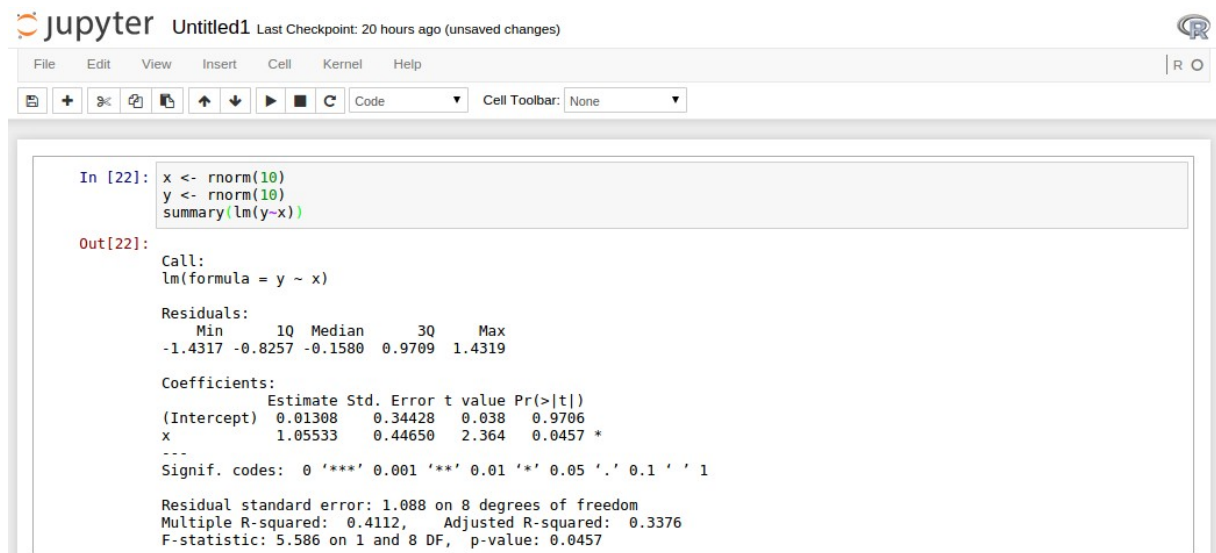 jupyter Untitled1 Last Checkpoint: 20 hours ago (unsaved changes) R
File Edit View Insert Cell Kernel Help R
Code Cell Toolbar: None
In [22]: x <- rnorm(10)
y <- rnorm(10)
summary(lm(y~x))
Out[22]:
Call:
lm(formula = y ~ x)
Residuals:
Min 1Q Median 3Q Max
-1.4317 -0.8257 -0.1580 0.9709 1.4319
Coefficients:
Estimate Std. Error t value Pr(>|t|)
(Intercept) 0.01308 0.34428 0.038 0.9706
x 1.05533 0.44650 2.364 0.0457 *
---
Signif. codes: 0 ‘***’ 0.001 ‘**’ 0.01 ‘*’ 0.05 ‘.’ 0.1 ‘ ’ 1
Residual standard error: 1.088 on 8 degrees of freedom
Multiple R-squared: 0.4112, Adjusted R-squared: 0.3376
F-statistic: 5.586 on 1 and 8 DF, p-value: 0.0457